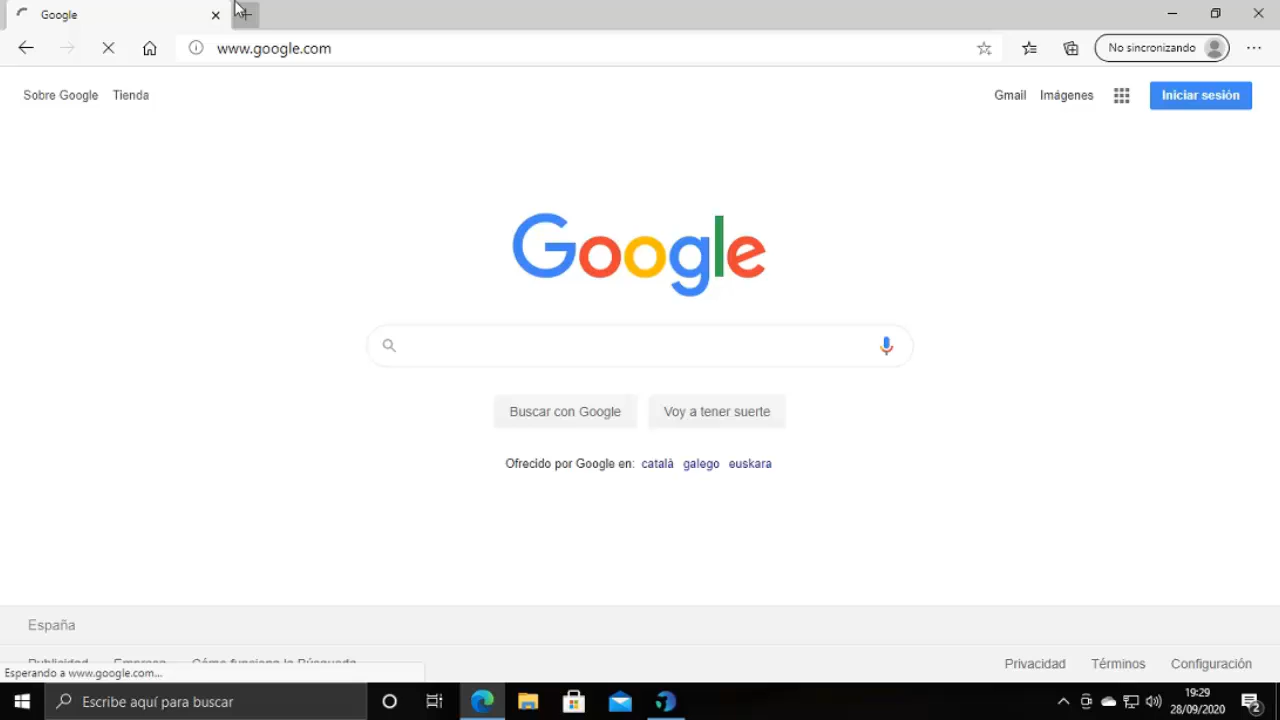 Google
www.google.com
No sincronizando
Sobre Google Tienda
Gmail Imágenes
Iniciar sesión
Google
Buscar con Google Voy a tener suerte
Ofrecido por Google en: català galego euskara
España
Publicidad Empresa Cómo funciona la Búsqueda
Privacidad Términos Configuración
Esperando a www.google.com...
Escribe aquí para buscar
19:29
28/09/2020
2